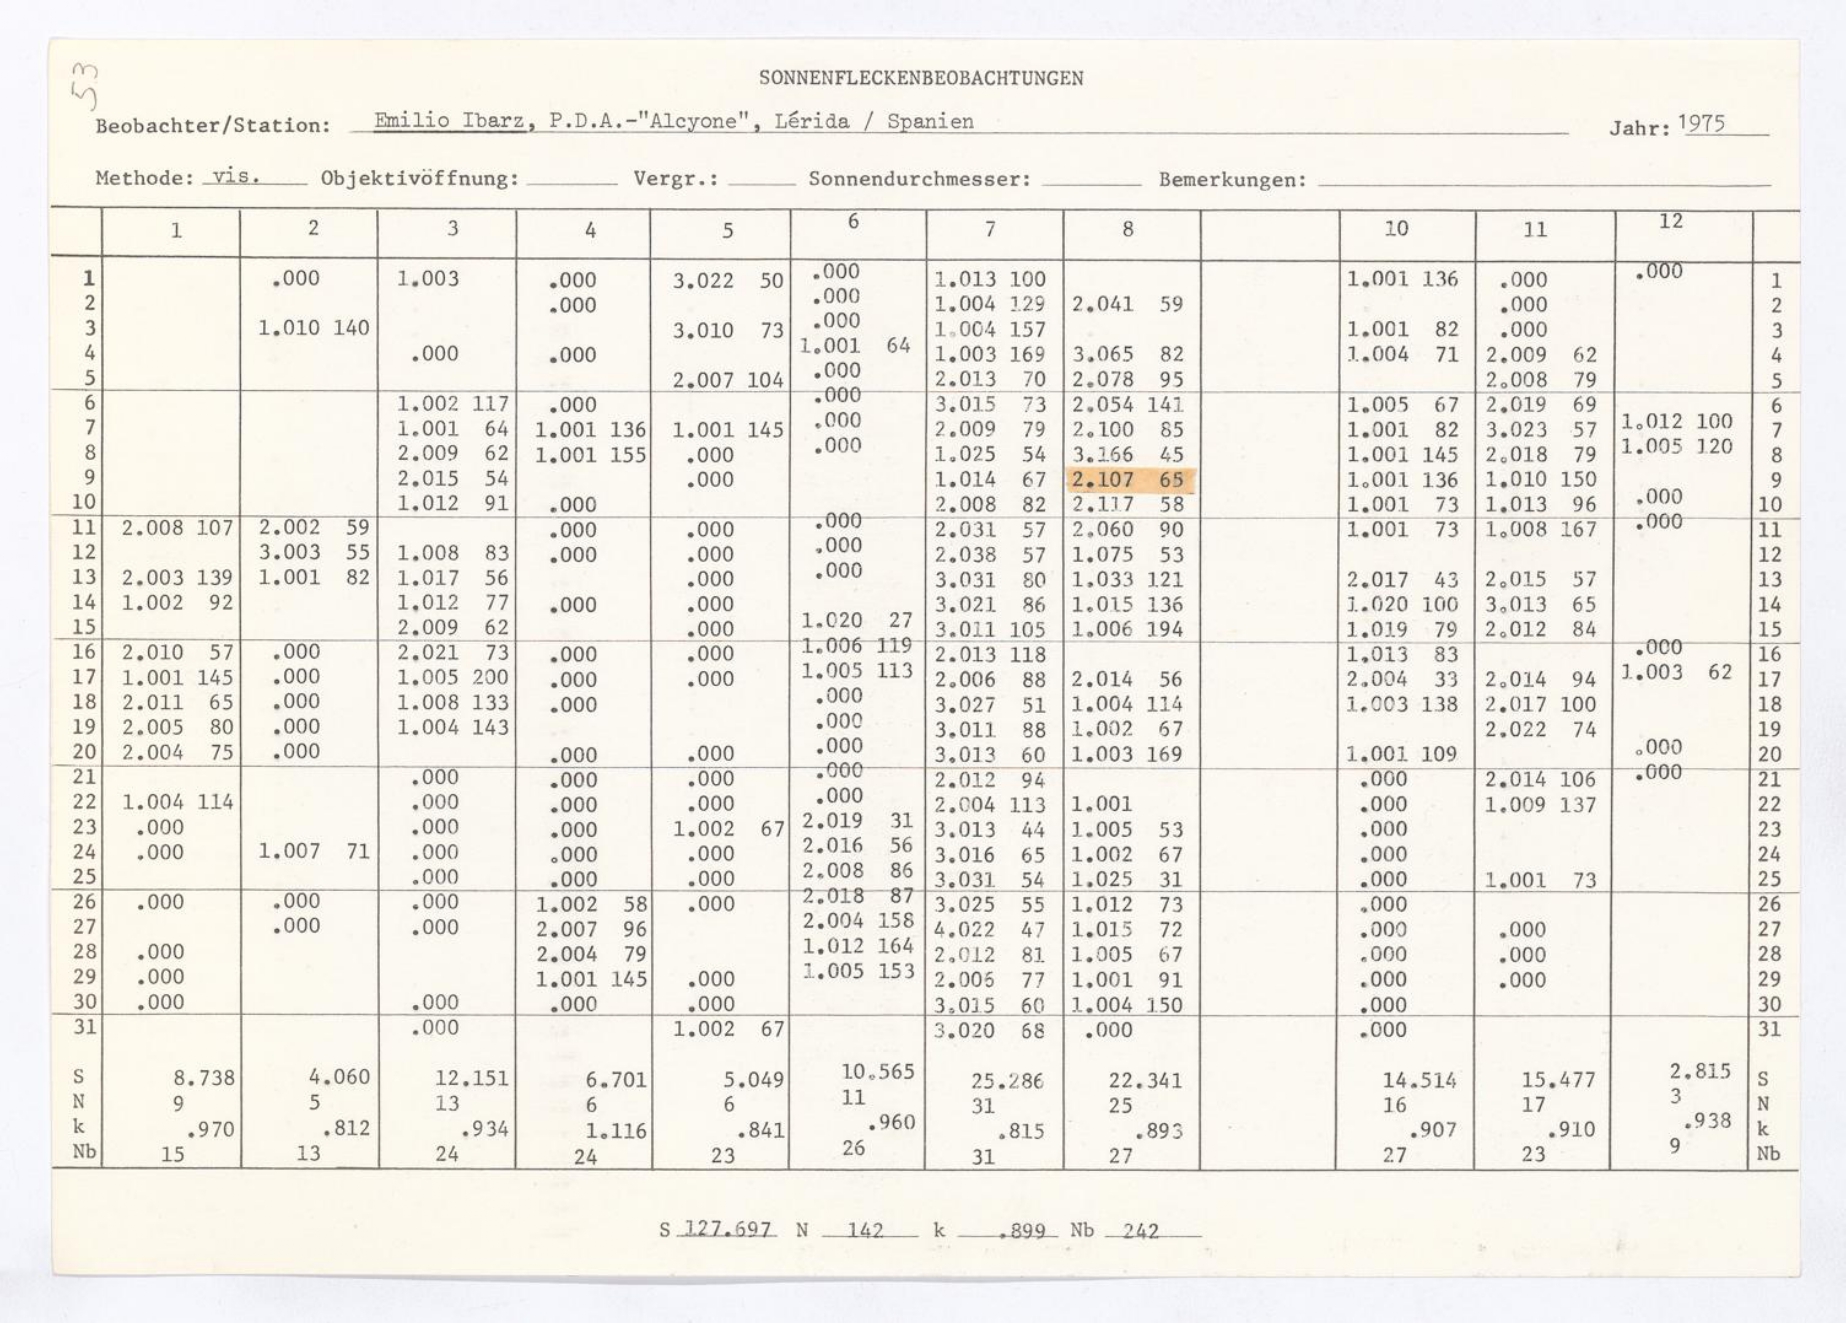 53
SONNENFLECKENBEOBACHTUNGEN
Beobachter/Station: Emilio Ibarz, P.D.A.-"Alcyone", Lérida / Spanien Jahr: 1975
Methode: vis. Objektivöffnung: Vergr.: Sonnendurchmesser: Bemerkungen:
1 2 3 4 5 6 7 8 10 11 12
1 .000 1.003 .000 3.022 50 .000 1.013 100 1.001 136 .000 .000 1
2 .000 .000 1.004 129 2.041 59 .000 2
3 1.010 140 3.010 73 .000 1.004 157 1.001 82 .000 3
4 .000 .000 1.001 64 1.003 169 3.065 82 1.004 71 2.009 62 4
5 2.007 104 .000 2.013 70 2.078 95 2.008 79 5
6 1.002 117 .000 .000 3.015 73 2.054 141 1.005 67 2.019 69 6
7 1.001 64 1.001 136 1.001 145 .000 2.009 79 2.100 85 1.001 82 3.023 57 1.012 100 7
8 2.009 62 1.001 155 .000 .000 1.025 54 3.166 45 1.001 145 2.018 79 1.005 120 8
9 2.015 54 .000 1.014 67 2.107 65 1.001 136 1.010 150 9
10 1.012 91 .000 2.008 82 2.117 58 1.001 73 1.013 96 .000 10
11 2.008 107 2.002 59 .000 .000 .000 2.031 57 2.060 90 1.001 73 1.008 167 .000 11
12 3.003 55 1.008 83 .000 .000 .000 2.038 57 1.075 53 12
13 2.003 139 1.001 82 1.017 56 .000 .000 3.031 80 1.033 121 2.017 43 2.015 57 13
14 1.002 92 1.012 77 .000 .000 3.021 86 1.015 136 1.020 100 3.013 65 14
15 2.009 62 .000 1.020 27 3.011 105 1.006 194 1.019 79 2.012 84 15
16 2.010 57 .000 2.021 73 .000 .000 1.006 119 2.013 118 1.013 83 .000 16
17 1.001 145 .000 1.005 200 .000 .000 1.005 113 2.006 88 2.014 56 2.004 33 2.014 94 1.003 62 17
18 2.011 65 .000 1.008 133 .000 .000 3.027 51 1.004 114 1.003 138 2.017 100 18
19 2.005 80 .000 1.004 143 .000 3.011 88 1.002 67 2.022 74 19
20 2.004 75 .000 .000 .000 .000 3.013 60 1.003 169 1.001 109 .000 20
21 .000 .000 .000 .000 2.012 94 .000 2.014 106 .000 21
22 1.004 114 .000 .000 .000 .000 2.004 113 1.001 .000 1.009 137 22
23 .000 .000 .000 1.002 67 2.019 31 3.013 44 1.005 53 .000 23
24 .000 1.007 71 .000 .000 .000 2.016 56 3.016 65 1.002 67 .000 24
25 .000 .000 .000 2.008 86 3.031 54 1.025 31 .000 1.001 73 25
26 .000 .000 .000 1.002 58 .000 2.018 87 3.025 55 1.012 73 .000 26
27 .000 .000 2.007 96 2.004 158 4.022 47 1.015 72 .000 .000 27
28 .000 2.004 79 1.012 164 2.012 81 1.005 67 .000 .000 28
29 .000 1.001 145 .000 1.005 153 2.006 77 1.001 91 .000 .000 29
30 .000 .000 .000 .000 3.015 60 1.004 150 .000 30
31 .000 1.002 67 3.020 68 .000 .000 31
S 8.738 4.060 12.151 6.701 5.049 10.565 25.286 22.341 14.514 15.477 2.815 S
N 9 5 13 6 6 11 31 25 16 17 3 N
k .970 .812 .934 1.116 .841 .960 .815 .893 .907 .910 .938 k
Nb 15 13 24 24 23 26 31 27 27 23 9 Nb
S 127.697 N 142 k .899 Nb 242